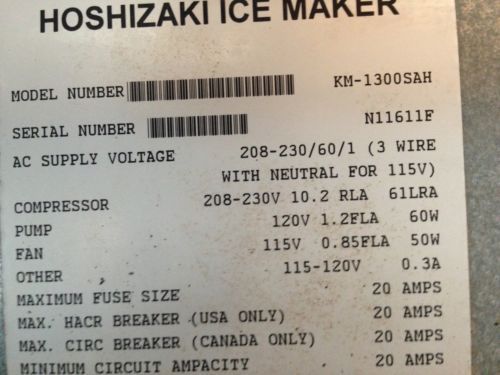 HOSHIZAKI ICE MAKER
MODEL NUMBER KM-1300SAH
SERIAL NUMBER N11611F
AC SUPPLY VOLTAGE 208-230/60/1 (3 WIRE
WITH NEUTRAL FOR 115V)
COMPRESSOR 208-230V 10.2 RLA 61LRA
PUMP 120V 1.2FLA 60W
FAN 115V 0.85FLA 50W
OTHER 115-120V 0.3A
MAXIMUM FUSE SIZE 20 AMPS
MAX. HACR BREAKER (USA ONLY) 20 AMPS
MAX. CIRC BREAKER (CANADA ONLY) 20 AMPS
MINIMUM CIRCUIT AMPACITY 20 AMPS